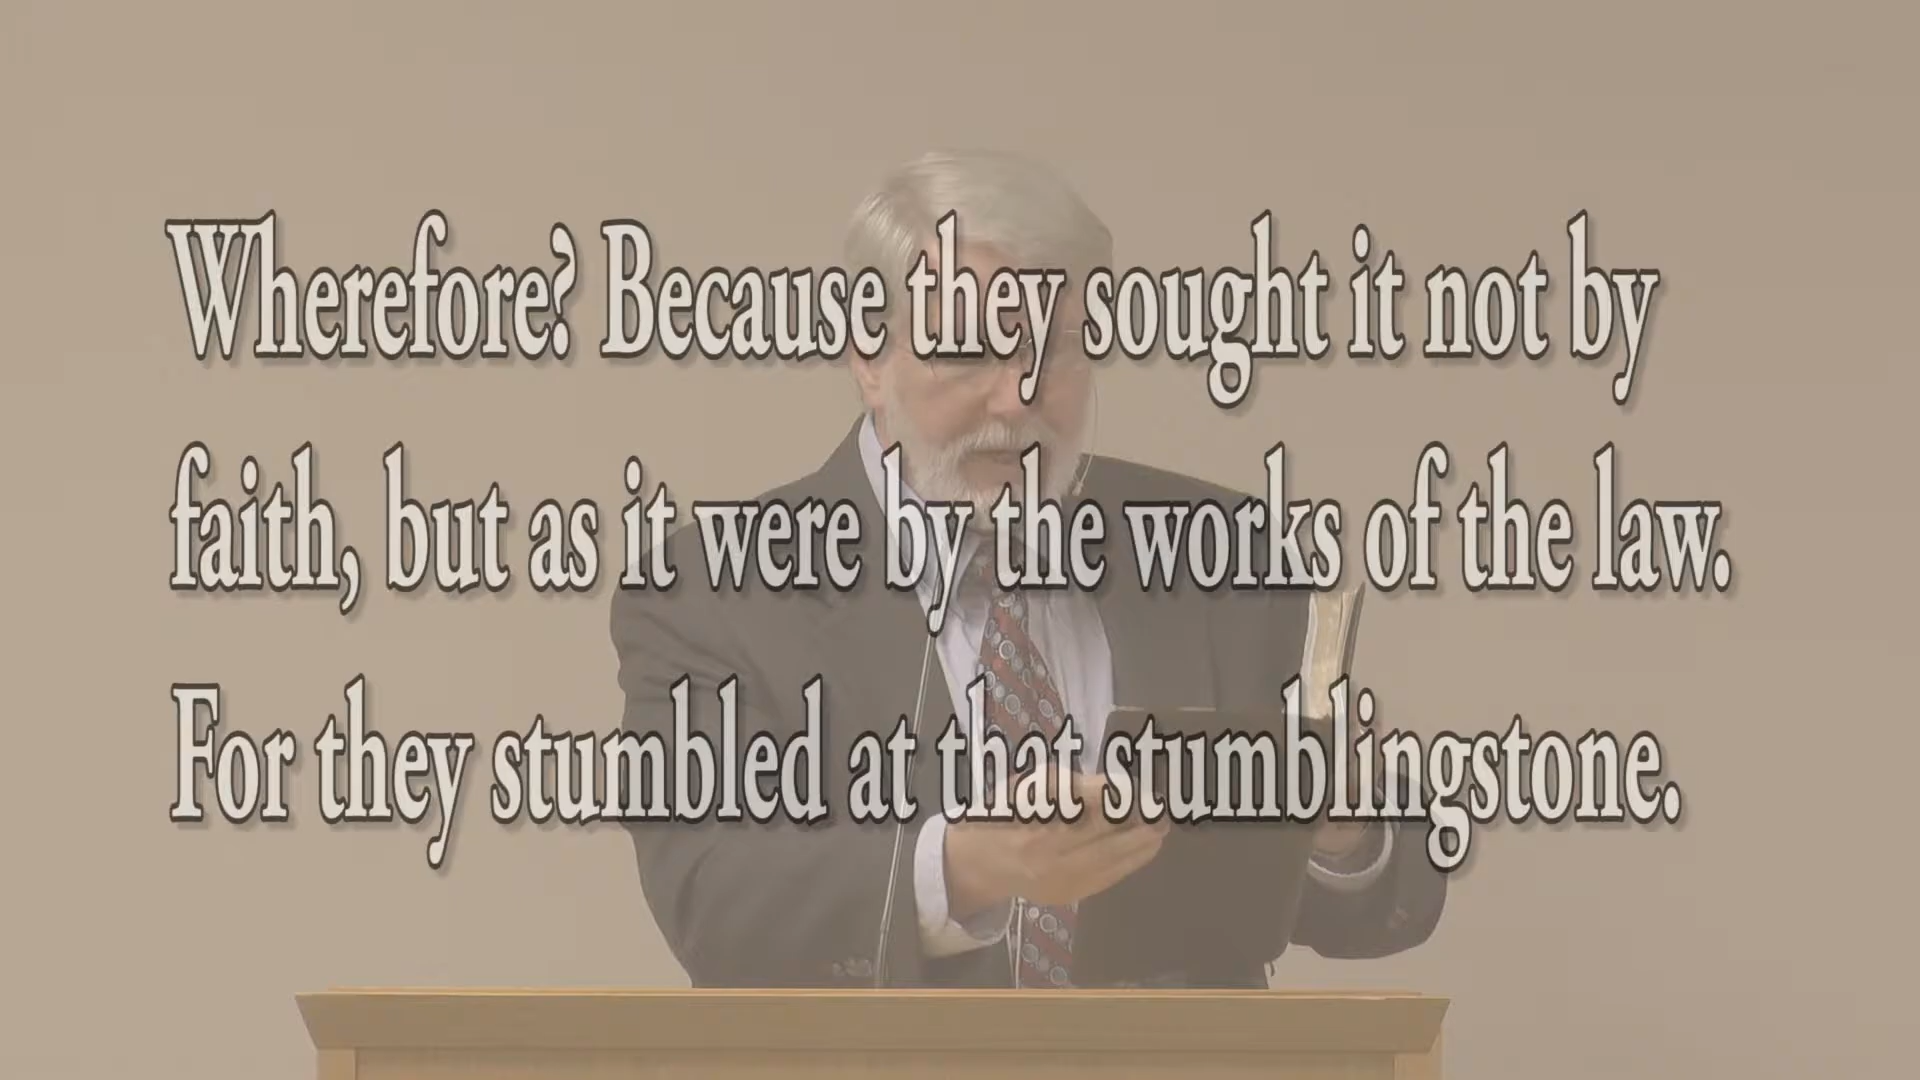 Wherefore? Because they sought it not by
faith, but as it were by the works of the law.
For they stumbled at that stumblingstone.